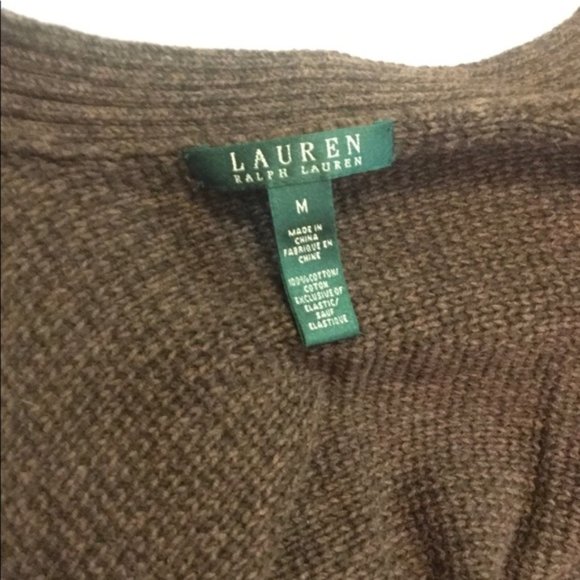 LAUREN
RALPH LAUREN
M
MADE IN
CHINA
FABRIQUE EN
CHINE
100% COTTON/
COTON
EXCLUSIVE OF
ELASTIC/
SAUF
ELASTIQUE